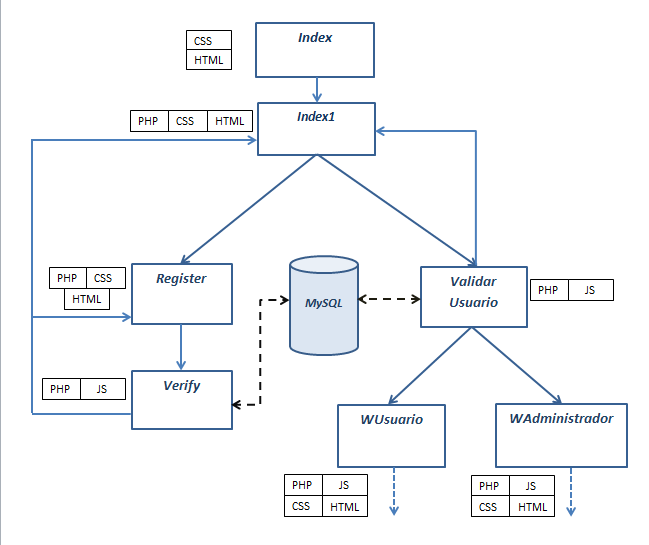 Index
CSS
HTML
Index1
PHP CSS HTML
Register
PHP CSS
HTML
MySQL
Validar
Usuario
PHP JS
Verify
PHP JS
WUsuario
WAdministrador
PHP JS
CSS HTML
PHP JS
CSS HTML